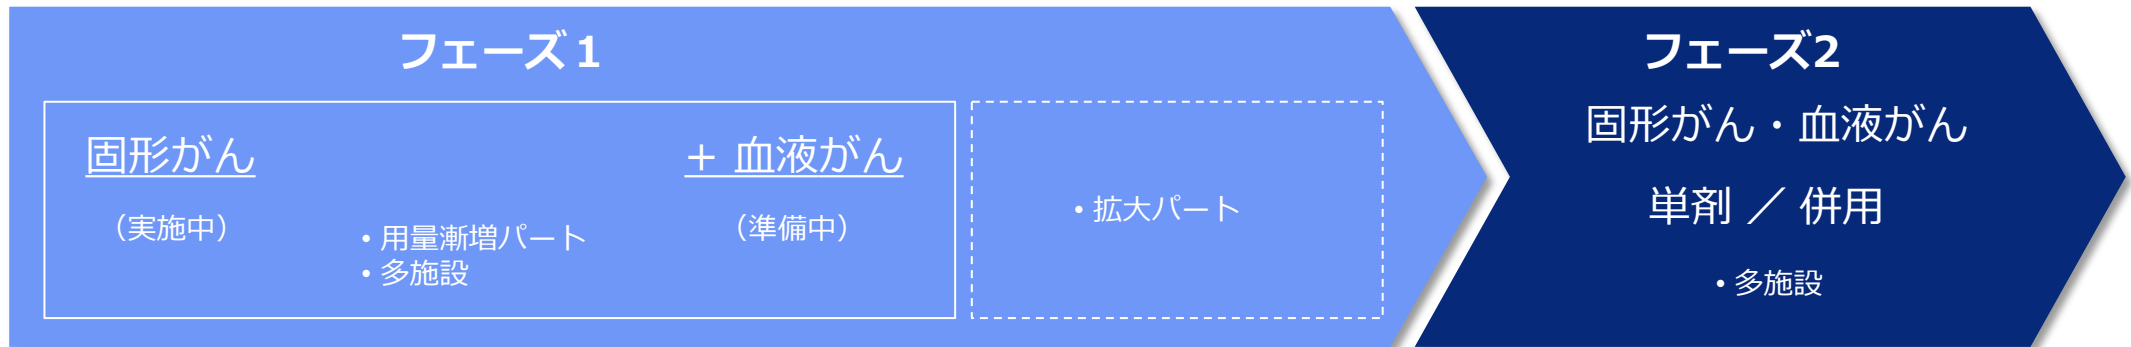 フェーズ１
固形がん
（実施中）
• 用量漸増パート
• 多施設
+ 血液がん
（準備中）
• 拡大パート
フェーズ2
固形がん・血液がん
単剤 ／ 併用
• 多施設